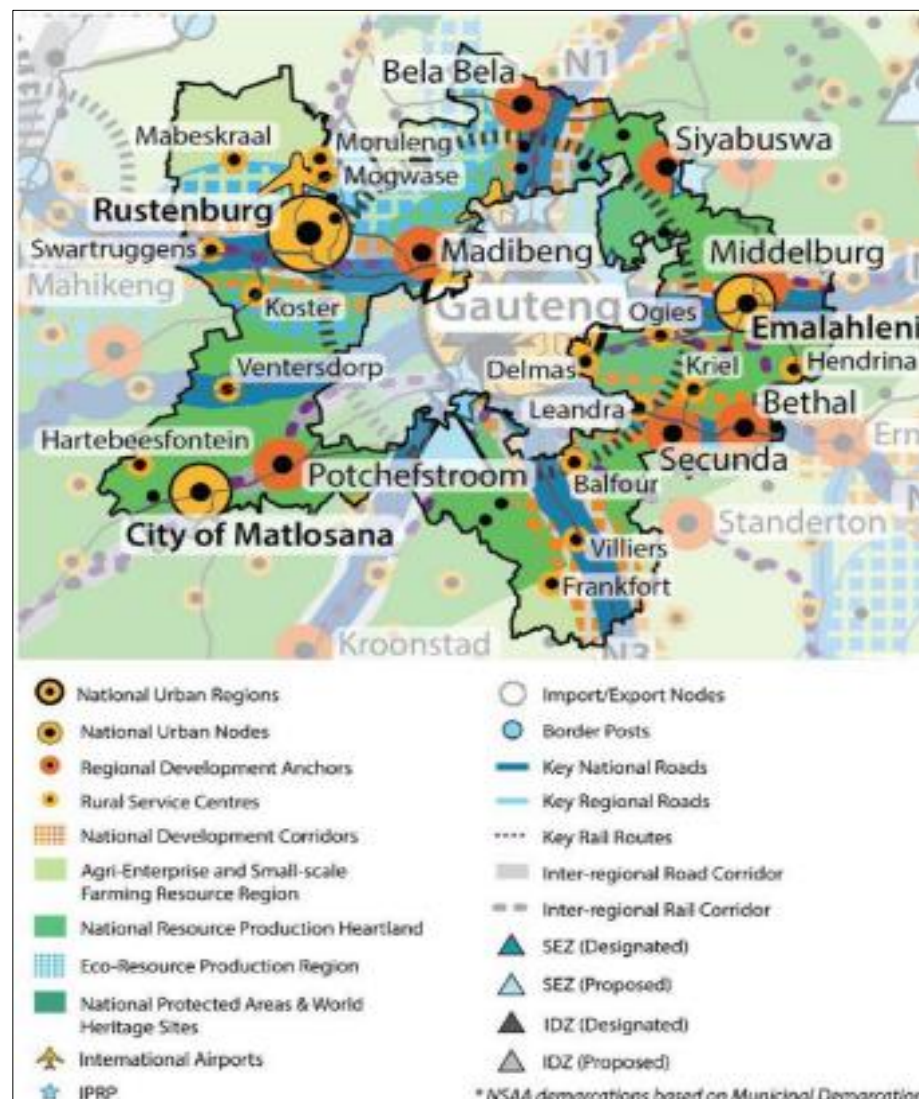 Bela Bela
N1
Mabeskraal
Moruleng
Siyabuswa
Mogwase
Rustenburg
Swartruggens
Madibeng
Middelburg
Mahikeng
Gauteng
Koster
Ogies
Emalahleni
Ventersdorp
Delmas
Kriel
Hendrina
Leandra
Bethal
Hartebeesfontein
Erm
Potchefstroom
Secunda
Balfour
City of Matlosana
Standerton
Villiers
Frankfort
Kroonstad
N3
National Urban Regions
National Urban Nodes
Regional Development Anchors
Rural Service Centres
National Development Corridors
Agri-Enterprise and Small-scale
Farming Resource Region
National Resource Production Heartland
Eco-Resource Production Region
National Protected Areas & World
Heritage Sites
International Airports
IPRP
Import/Export Nodes
Border Posts
Key National Roads
Key Regional Roads
Key Rail Routes
Inter-regional Road Corridor
Inter-regional Rail Corridor
SEZ (Designated)
SEZ (Proposed)
IDZ (Designated)
IDZ (Proposed)
* NSAA demarcations based on Municipal Demarcation